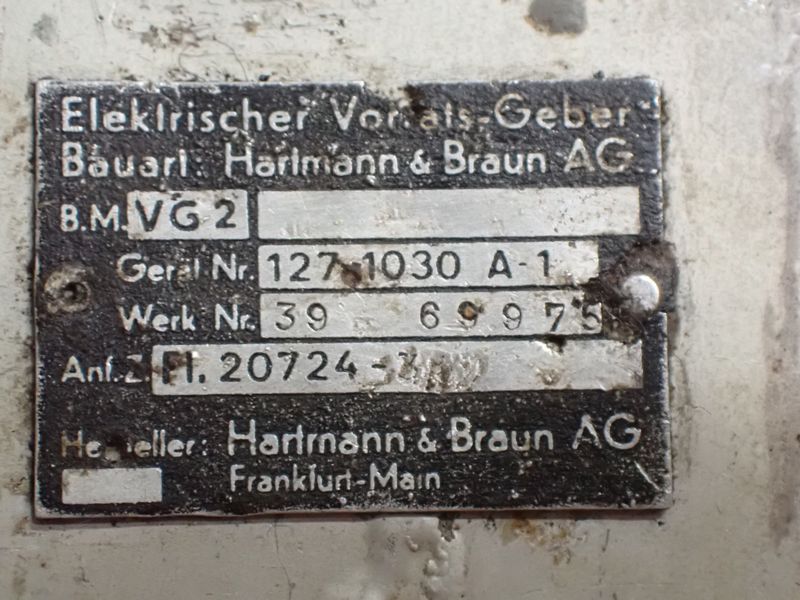 Elektrischer Vorrats-Geber
Bauart: Hartmann & Braun AG
B.M. VG 2
Gerät Nr. 127-1030 A-1
Werk Nr. 39 69975
Anf.Z. Fl. 20724-
Hersteller: Hartmann & Braun AG
Frankfurt-Main